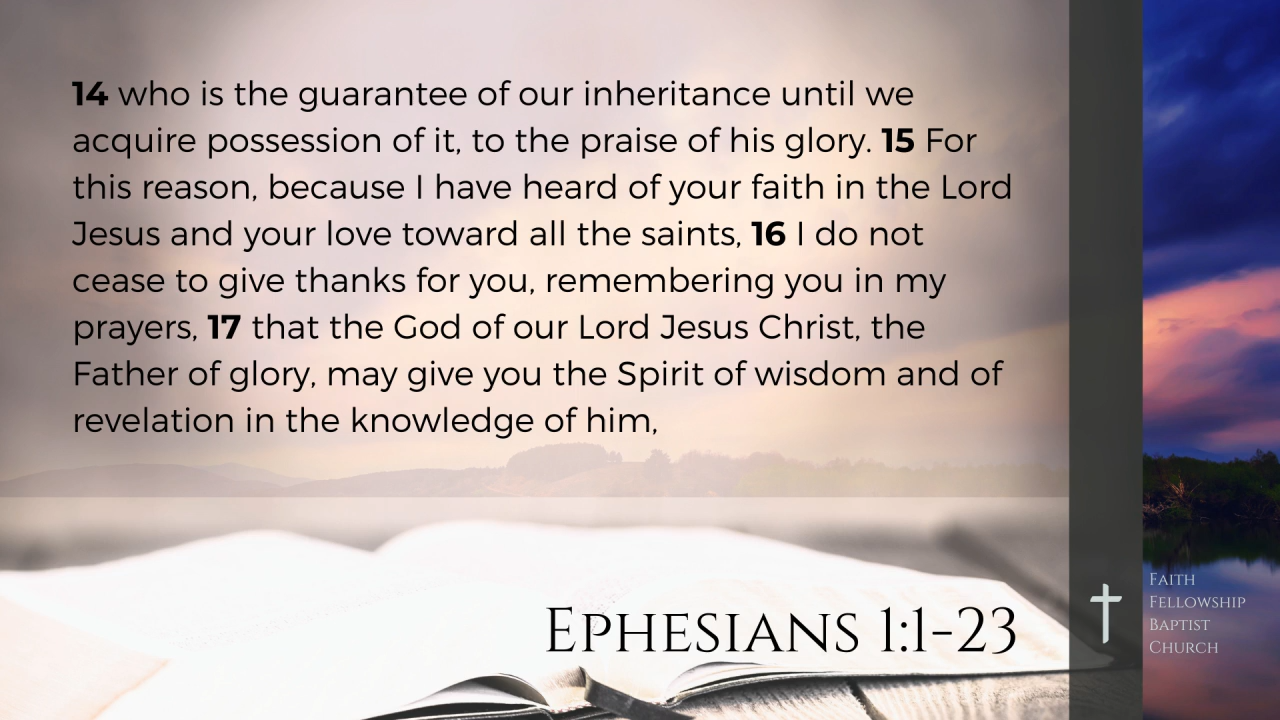 14 who is the guarantee of our inheritance until we
acquire possession of it, to the praise of his glory. 15 For
this reason, because I have heard of your faith in the Lord
Jesus and your love toward all the saints, 16 I do not
cease to give thanks for you, remembering you in my
prayers, 17 that the God of our Lord Jesus Christ, the
Father of glory, may give you the Spirit of wisdom and of
revelation in the knowledge of him,
Ephesians 1:1-23
Faith
Fellowship
Baptist
Church